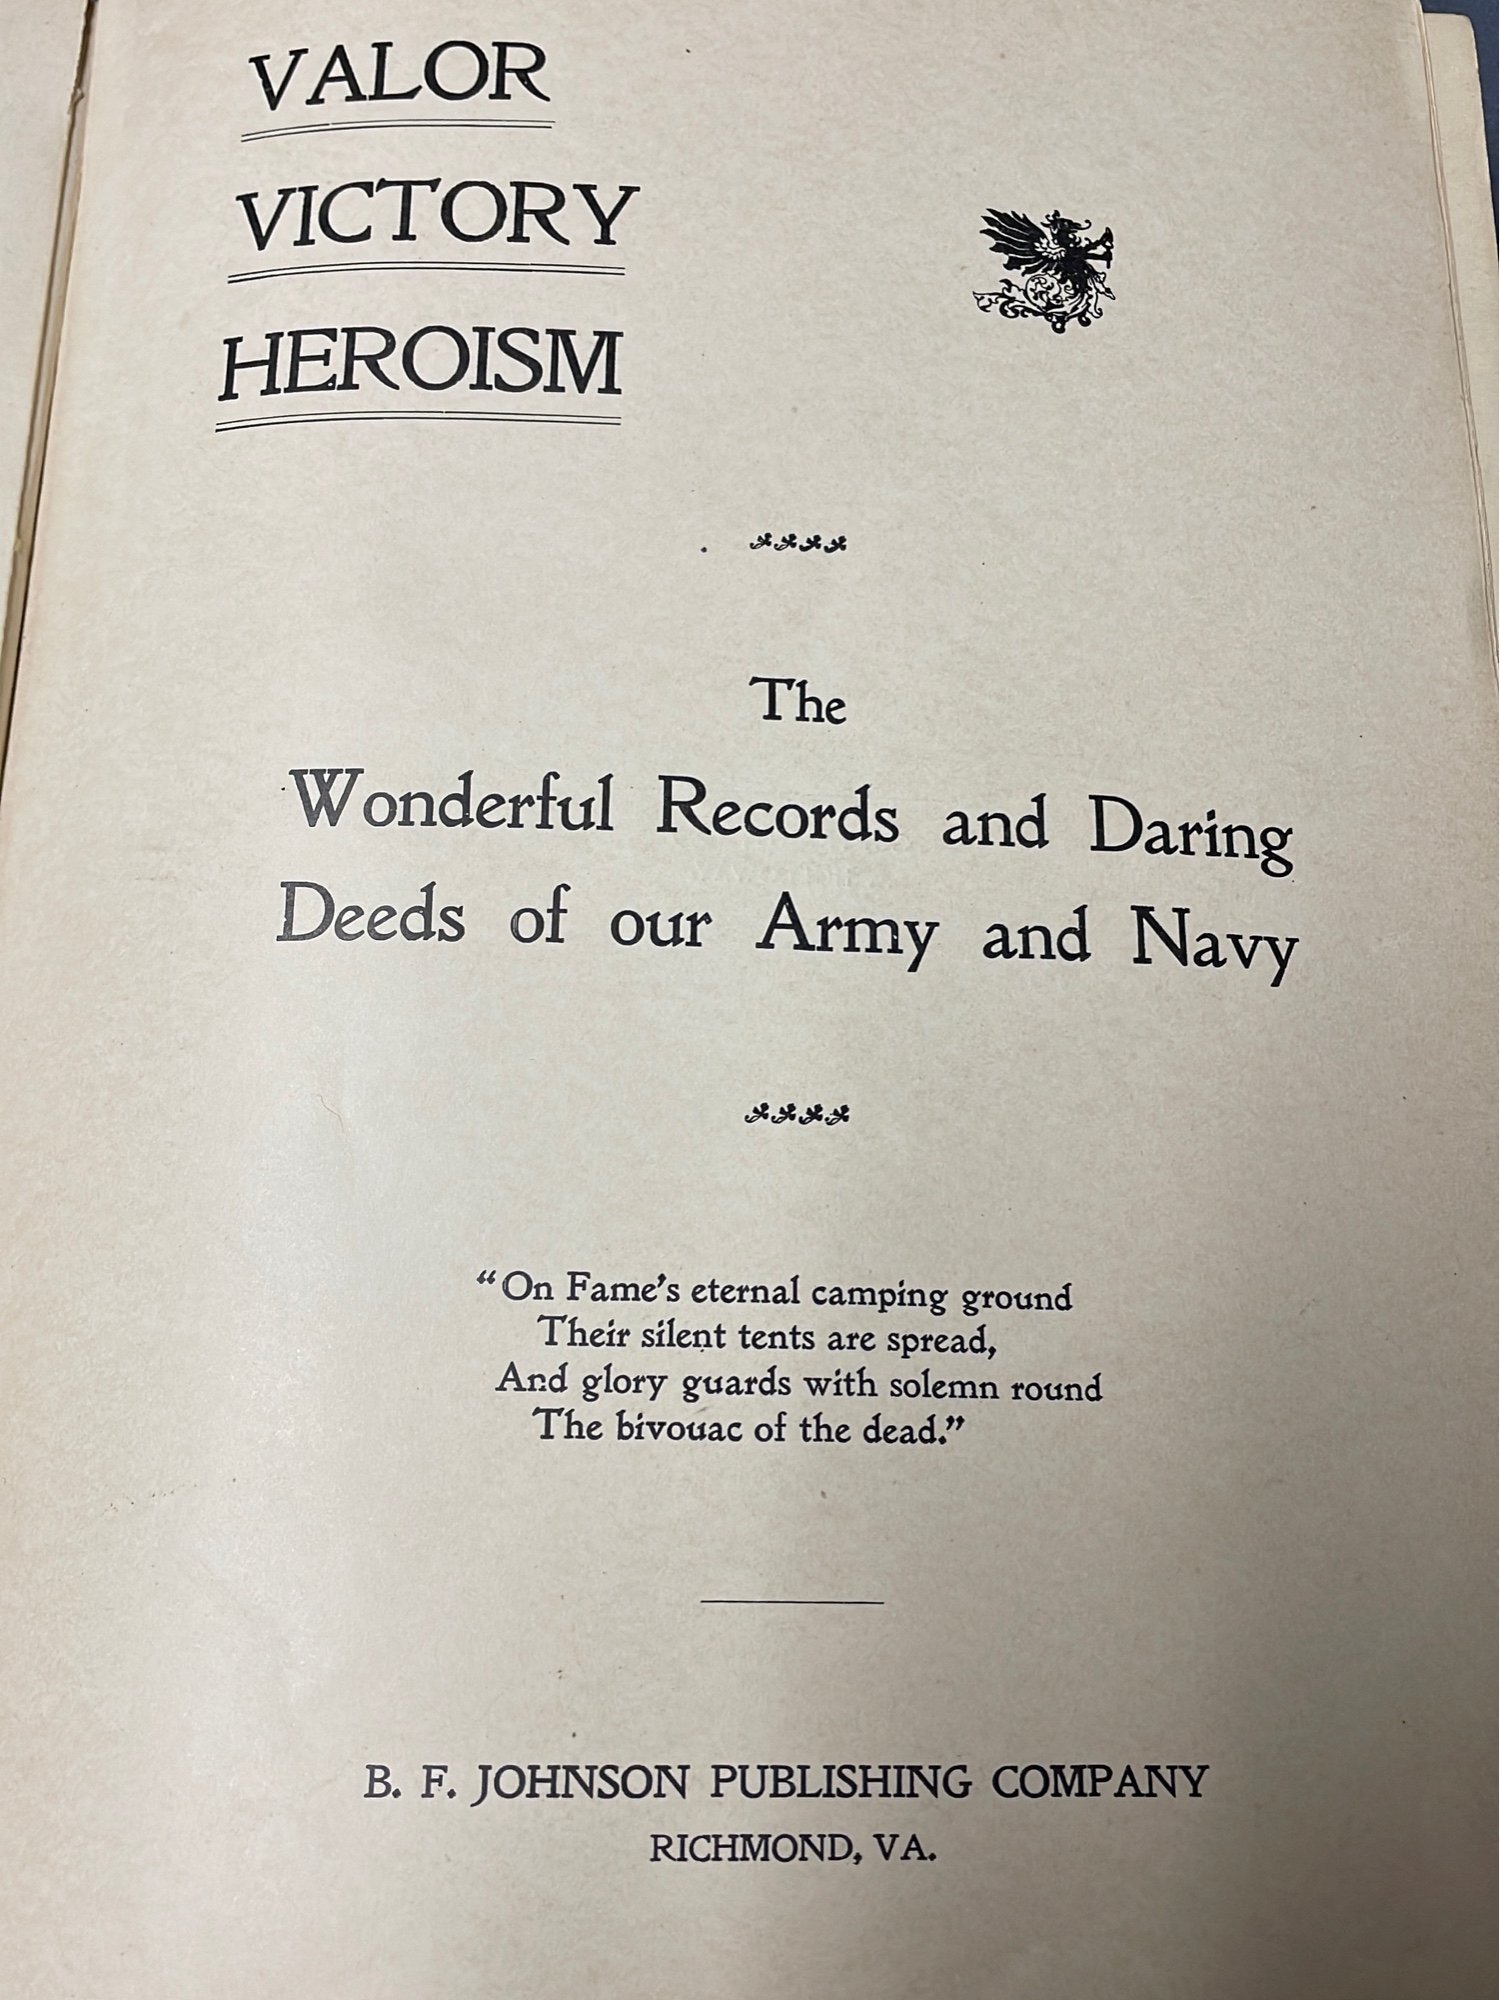 VALOR
VICTORY
HEROISM
The
Wonderful Records and Daring
Deeds of our Army and Navy
“On Fame's eternal camping ground
Their silent tents are spread,
And glory guards with solemn round
The bivouac of the dead.”
B. F. JOHNSON PUBLISHING COMPANY
RICHMOND, VA.